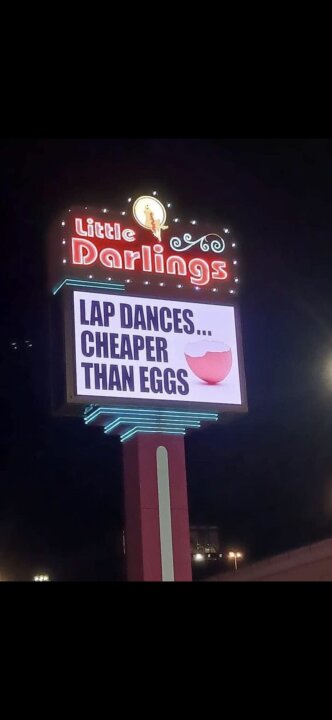 Little
Darlings
LAP DANCES...
CHEAPER
THAN EGGS